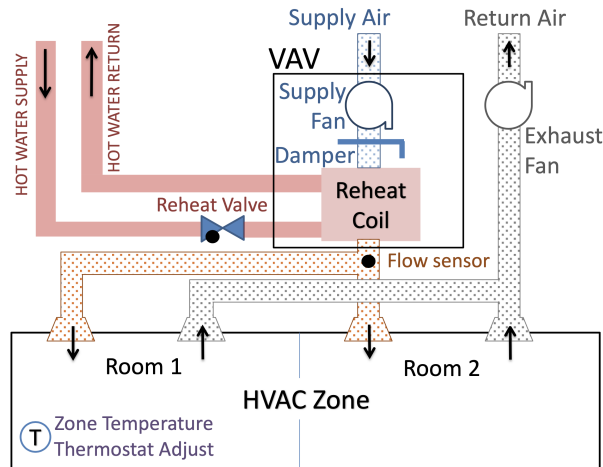 Supply Air
Return Air
VAV
HOT WATER SUPPLY
HOT WATER RETURN
Supply
Fan
Exhaust
Fan
Damper
Reheat
Coil
Reheat Valve
Flow sensor
Room 1
Room 2
HVAC Zone
T
Zone Temperature
Thermostat Adjust